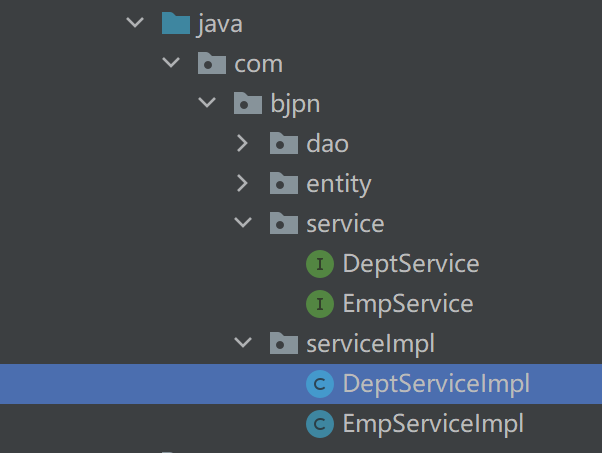 java
com
bjpn
dao
entity
service
I DeptService
I EmpService
serviceImpl
C DeptServiceImpl
C EmpServiceImpl